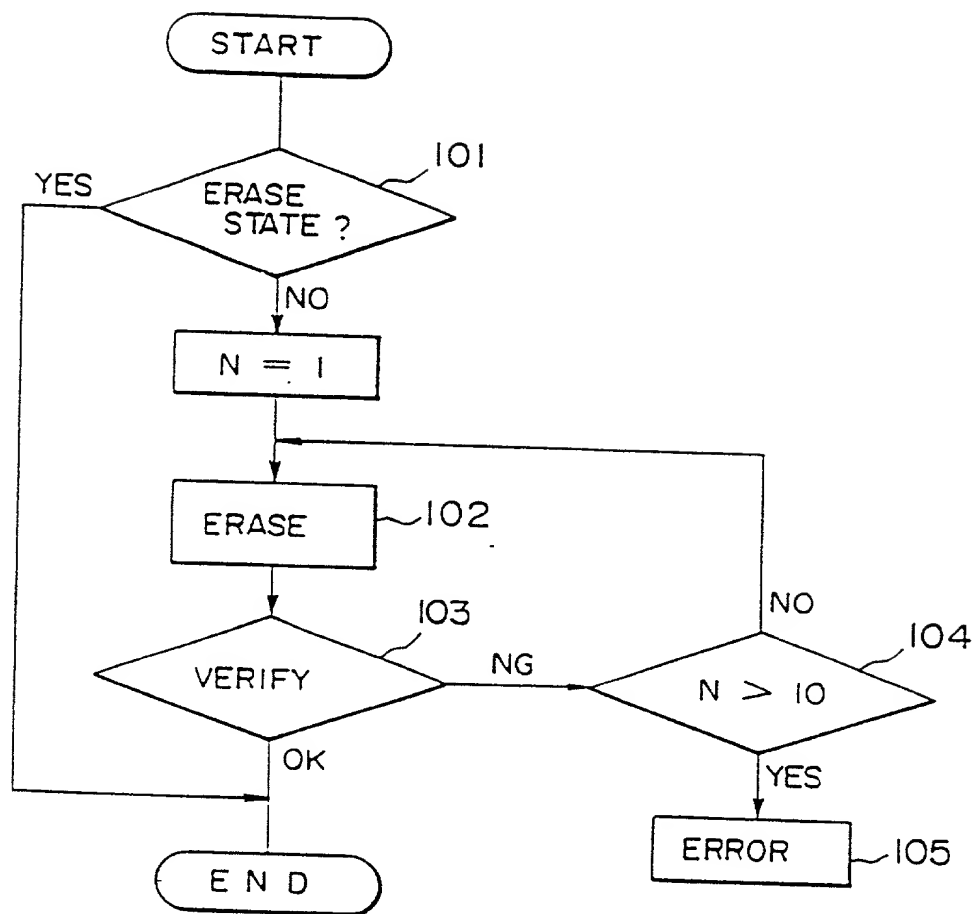 START
101
YES
ERASE
STATE ?
NO
N = 1
ERASE
102
NO
103
104
VERIFY
NG
N > 10
OK
YES
ERROR
105
END